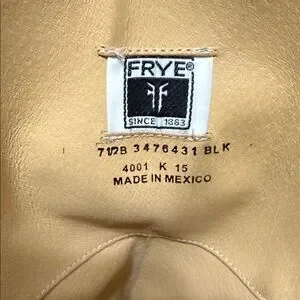 FRYE®
SINCE 1863
7 1/2B 3476431 BLK
4001 K 15
MADE IN MEXICO